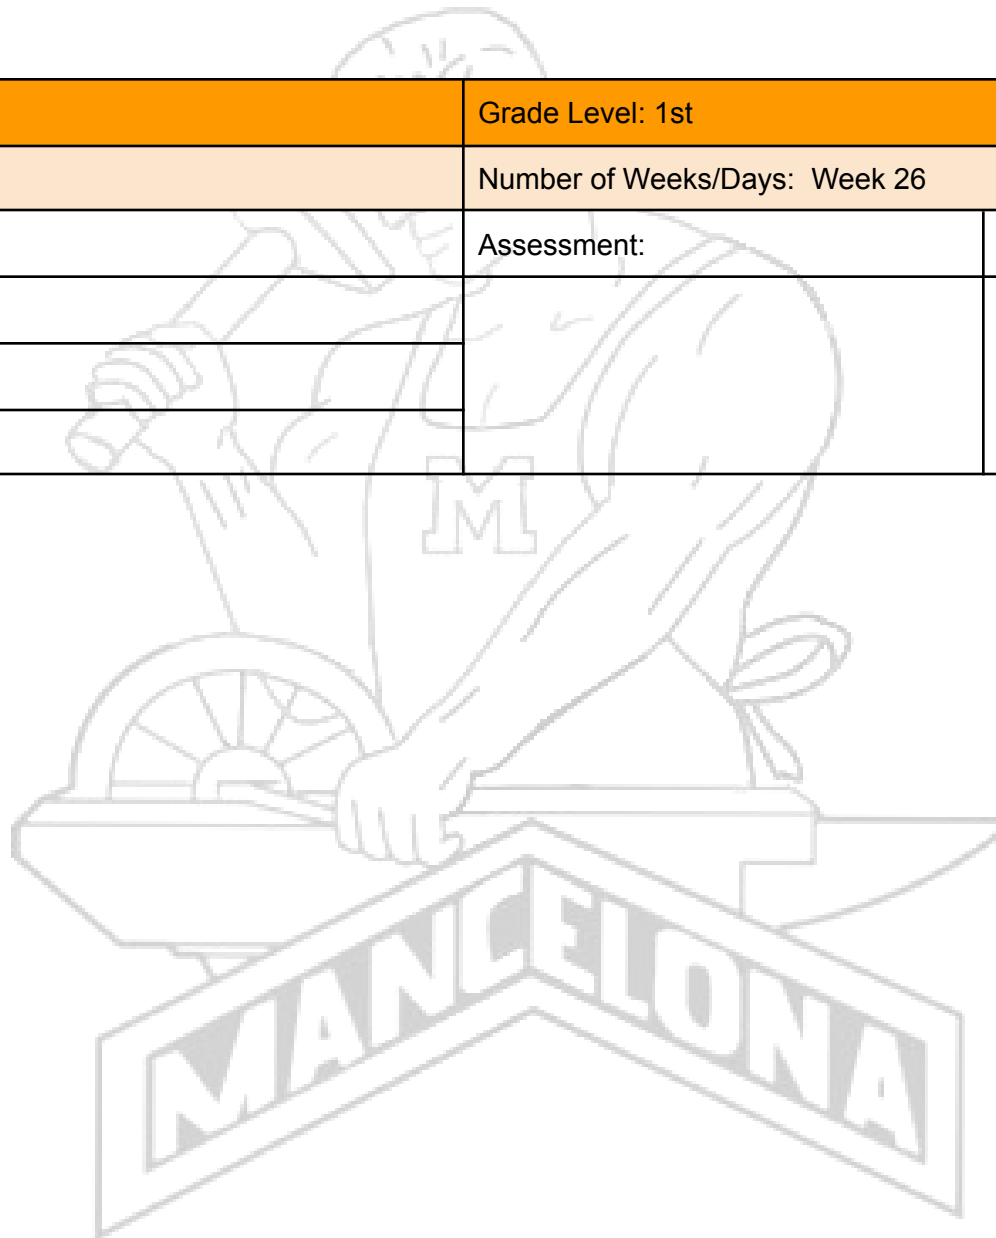 Grade Level: 1st
Number of Weeks/Days: Week 26
Assessment:
M
MANCELONA